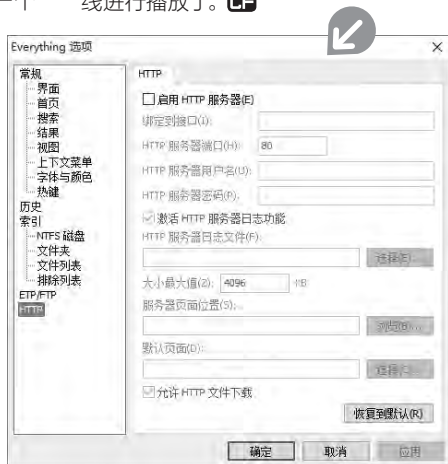 一个 线进行播放了。CF
Everything 选项
常规
界面
首页
搜索
结果
视图
上下文菜单
字体与颜色
热键
历史
索引
NTFS 磁盘
文件夹
文件列表
排除列表
ETP/FTP
HTTP
HTTP
启用 HTTP 服务器(E)
绑定到接口(I):
HTTP 服务器端口(H): 80
HTTP 服务器用户名(U):
HTTP 服务器密码(P):
激活 HTTP 服务器日志功能
HTTP 服务器日志文件(F):
选择(E)...
大小最大值(Z): 4096 KB
服务器页面位置(S):
浏览(B)...
默认页面(D):
允许 HTTP 文件下载
恢复到默认(R)
确定 取消 应用